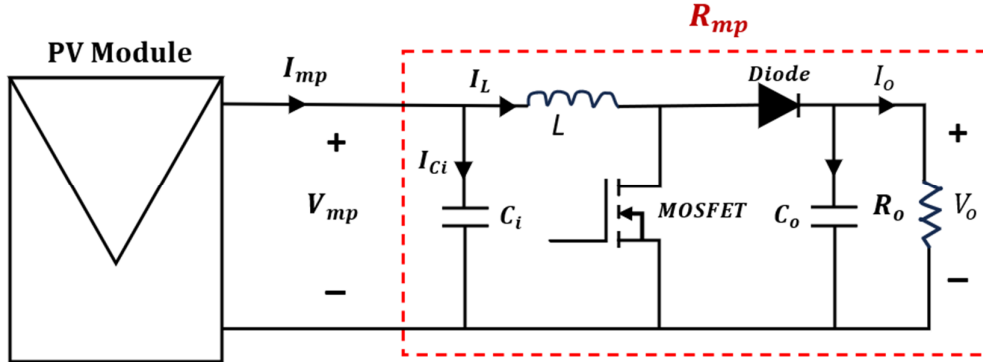 R_mp
PV Module
I_mp
I_L
L
Diode
I_o
+
+
I_Ci
V_mp
C_i
MOSFET
C_o
R_o
V_o
−
−